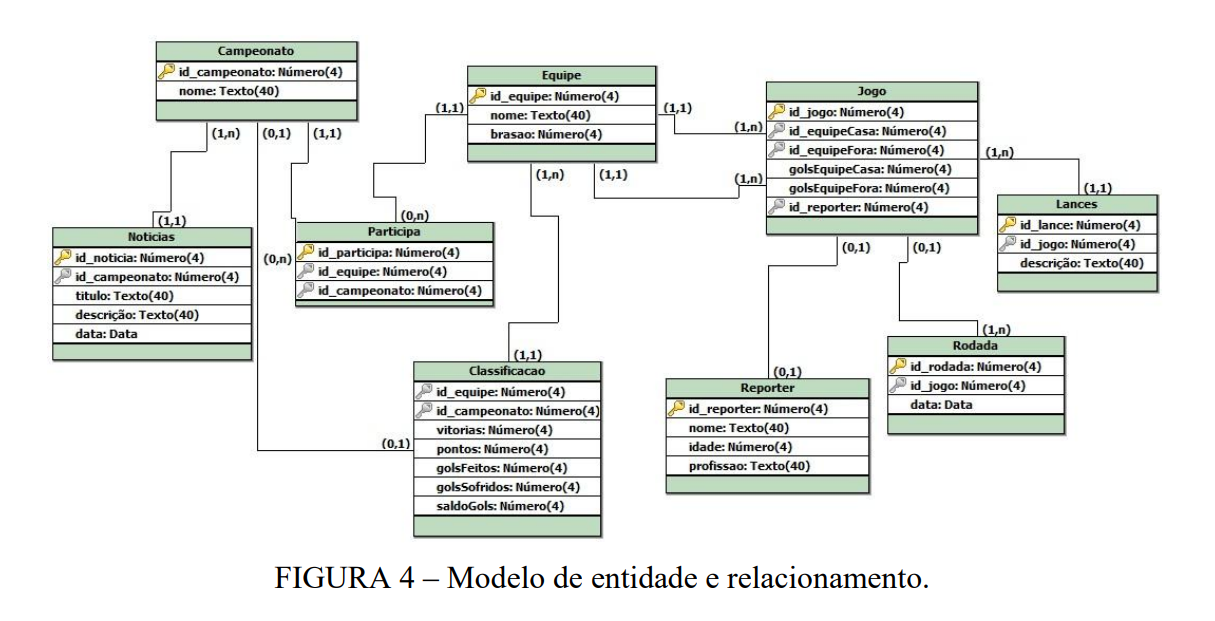 Campeonato
id_campeonato: Número(4)
nome: Texto(40)
(1,n)
(0,1)
(1,1)
Equipe
id_equipe: Número(4)
nome: Texto(40)
brasao: Número(4)
(1,1)
(1,1)
(1,n)
(1,1)
Jogo
id_jogo: Número(4)
id_equipeCasa: Número(4)
id_equipeFora: Número(4)
golsEquipeCasa: Número(4)
golsEquipeFora: Número(4)
id_reporter: Número(4)
(1,n)
(1,n)
(1,n)
(0,1)
(0,1)
(1,1)
Lances
id_lance: Número(4)
id_jogo: Número(4)
descrição: Texto(40)
(1,1)
Noticias
id_noticia: Número(4)
id_campeonato: Número(4)
titulo: Texto(40)
descrição: Texto(40)
data: Data
(0,n)
(0,n)
Participa
id_participa: Número(4)
id_equipe: Número(4)
id_campeonato: Número(4)
(1,1)
(0,1)
Classificacao
id_equipe: Número(4)
id_campeonato: Número(4)
vitorias: Número(4)
pontos: Número(4)
golsFeitos: Número(4)
golsSofridos: Número(4)
saldoGols: Número(4)
(0,1)
Reporter
id_reporter: Número(4)
nome: Texto(40)
idade: Número(4)
profissao: Texto(40)
(1,n)
Rodada
id_rodada: Número(4)
id_jogo: Número(4)
data: Data
FIGURA 4 – Modelo de entidade e relacionamento.